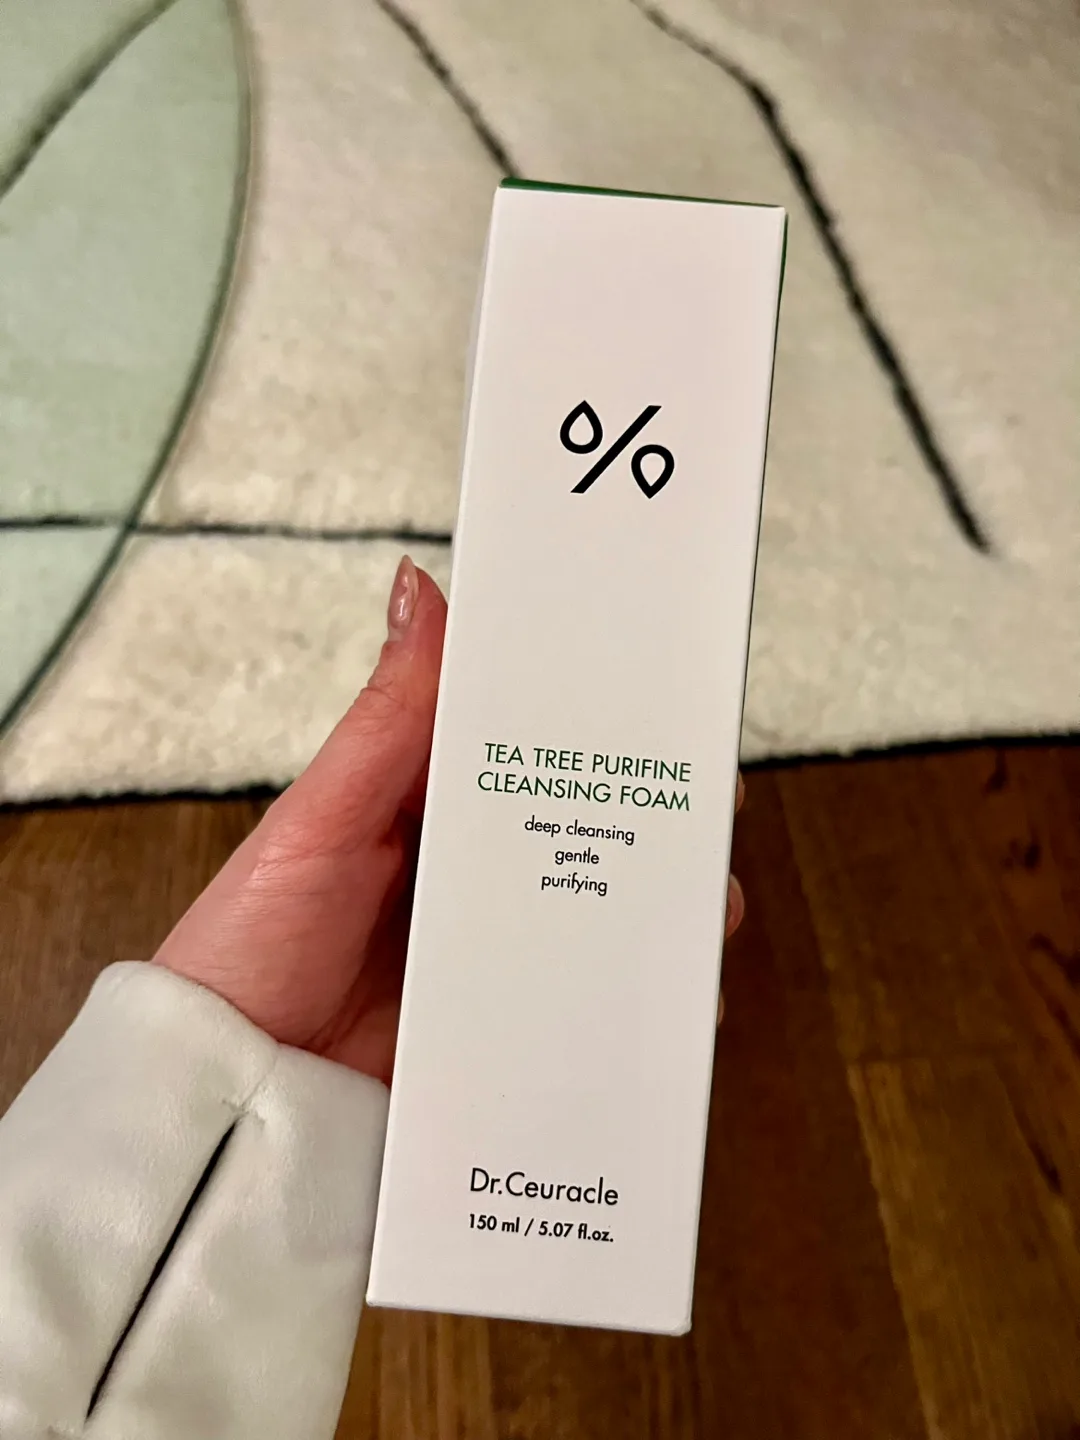 %
TEA TREE PURIFINE
CLEANSING FOAM
deep cleansing
gentle
purifying
Dr.Ceuracle
150 ml / 5.07 fl.oz.